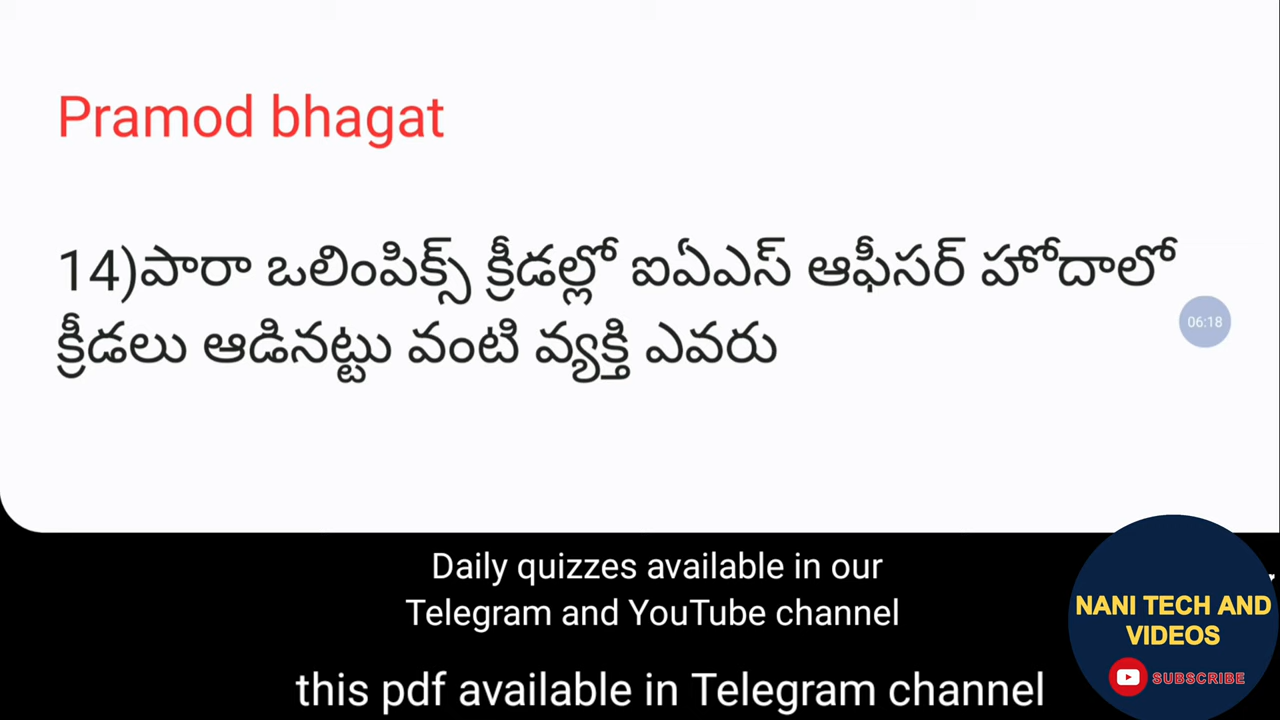 Pramod bhagat
14)పారా ఒలింపిక్స్ క్రీడల్లో ఐఏఎస్ ఆఫీసర్ హోదాలో
క్రీడలు ఆడినట్టు వంటి వ్యక్తి ఎవరు
06:18
Daily quizzes available in our
Telegram and YouTube channel
this pdf available in Telegram channel
NANI TECH AND
VIDEOS
SUBSCRIBE